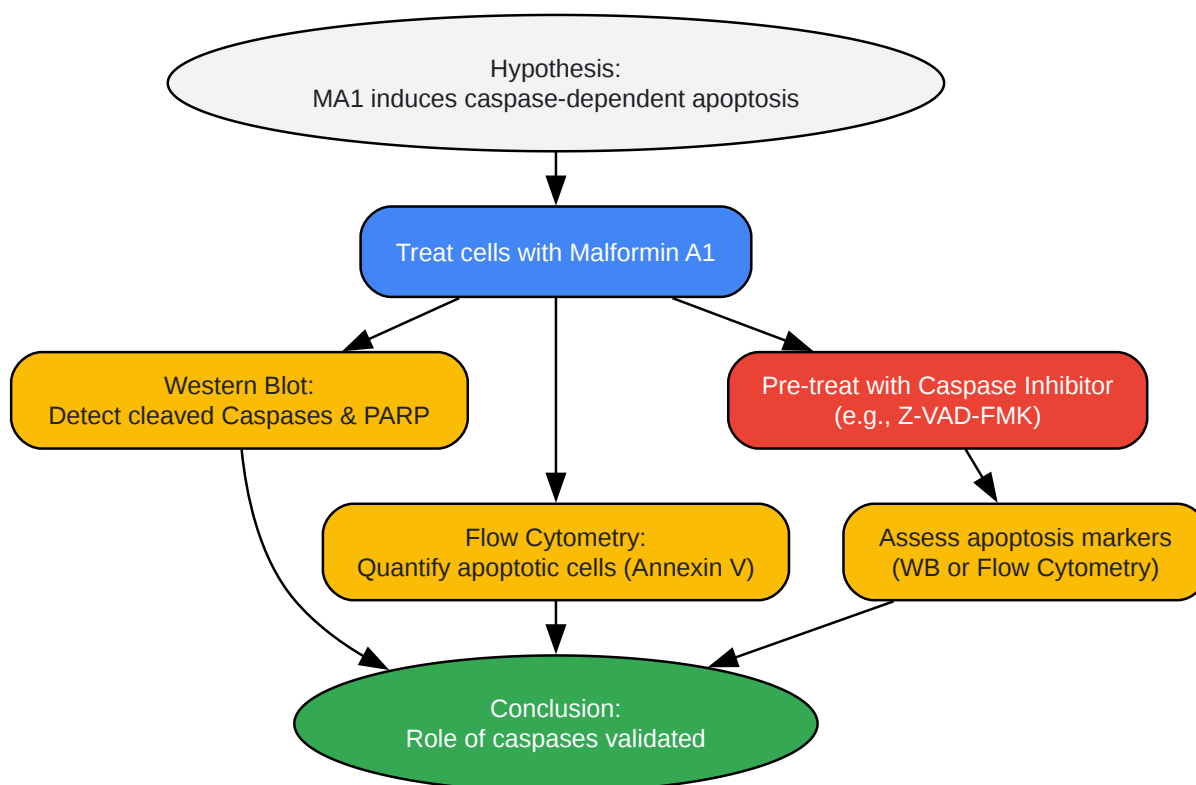 Hypothesis:
MA1 induces caspase-dependent apoptosis
Treat cells with Malformin A1
Western Blot:
Detect cleaved Caspases & PARP
Pre-treat with Caspase Inhibitor
(e.g., Z-VAD-FMK)
Flow Cytometry:
Quantify apoptotic cells (Annexin V)
Assess apoptosis markers
(WB or Flow Cytometry)
Conclusion:
Role of caspases validated